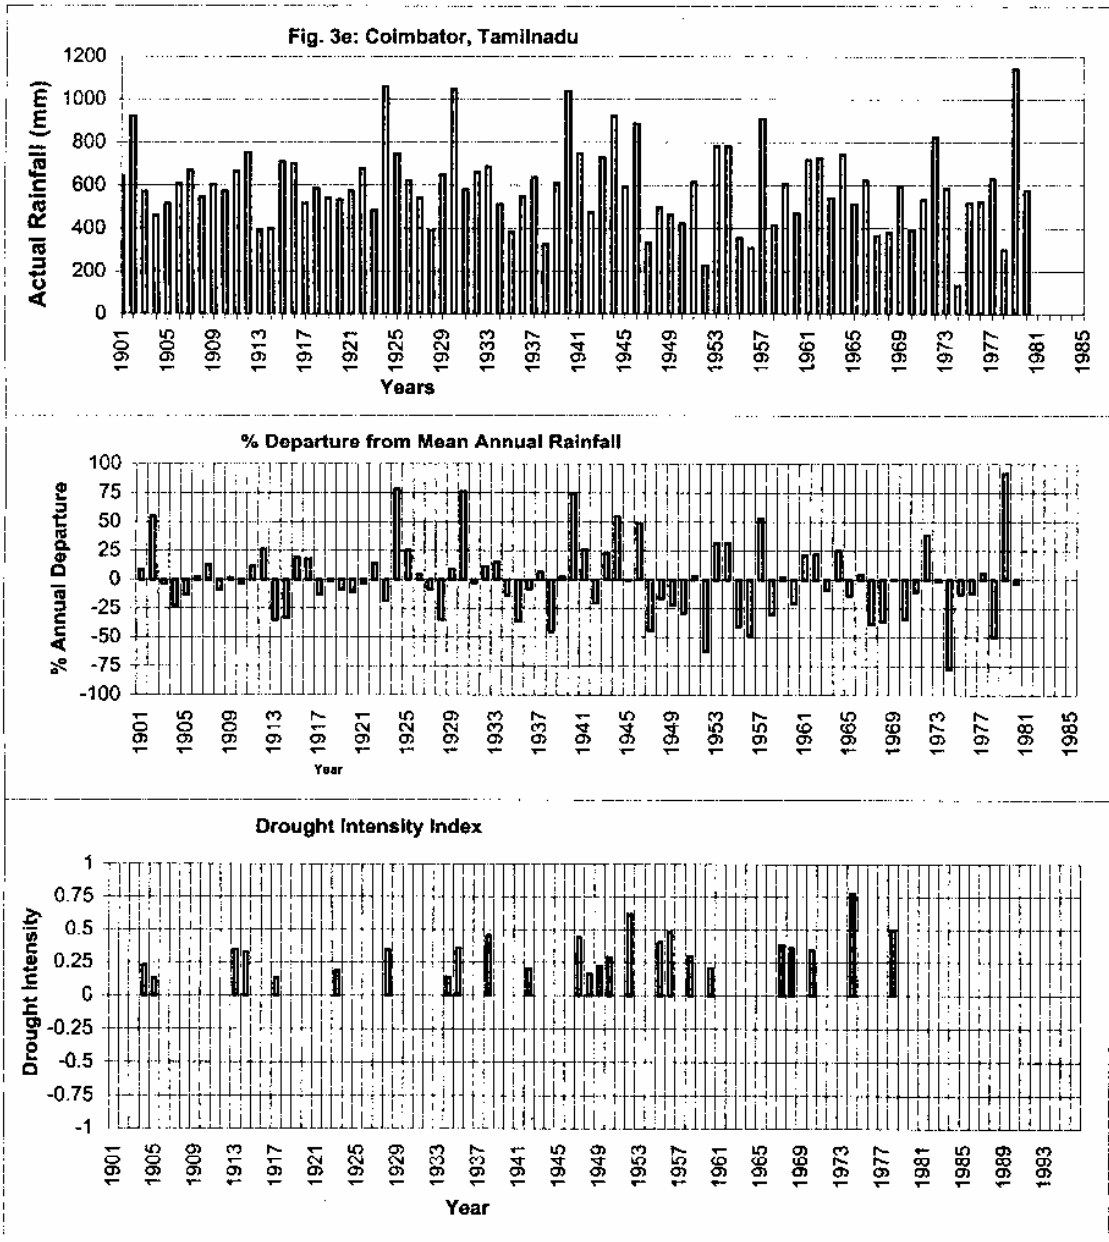 Fig. 3e: Coimbator, Tamilnadu
Actual Rainfall (mm)
1200
1000
800
600
400
200
0
1901 1905 1909 1913 1917 1921 1925 1929 1933 1937 1941 1945 1949 1953 1957 1961 1965 1969 1973 1977 1981 1985
Years
% Departure from Mean Annual Rainfall
% Annual Departure
100
75
50
25
0
-25
-50
-75
-100
1901 1905 1909 1913 1917 1921 1925 1929 1933 1937 1941 1945 1949 1953 1957 1961 1965 1969 1973 1977 1981 1985
Year
Drought Intensity Index
Drought Intensity
1
0.75
0.5
0.25
0
-0.25
-0.5
-0.75
-1
1901 1905 1909 1913 1917 1921 1925 1929 1933 1937 1941 1945 1949 1953 1957 1961 1965 1969 1973 1977 1981 1985 1989 1993
Year